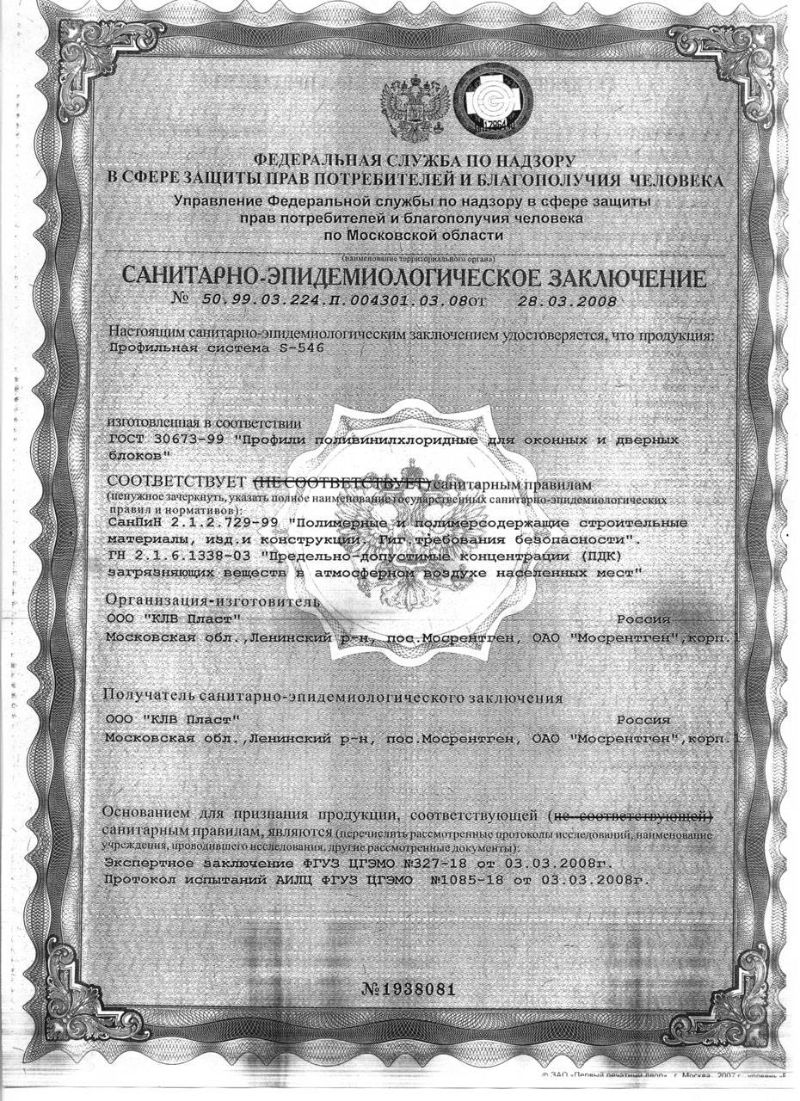 ФЕДЕРАЛЬНАЯ СЛУЖБА ПО НАДЗОРУ
В СФЕРЕ ЗАЩИТЫ ПРАВ ПОТРЕБИТЕЛЕЙ И БЛАГОПОЛУЧИЯ ЧЕЛОВЕКА
Управление Федеральной службы по надзору в сфере защиты
прав потребителей и благополучия человека
по Московской области
(наименование территориального органа)
САНИТАРНО-ЭПИДЕМИОЛОГИЧЕСКОЕ ЗАКЛЮЧЕНИЕ
№ 50.99.03.224.П.004301.03.08от 28.03.2008
Настоящим санитарно-эпидемиологическим заключением удостоверяется, что продукция:
Профильная система S-546
изготовленная в соответствии
ГОСТ 30673-99 "Профили поливинилхлоридные для оконных и дверных
блоков"
СООТВЕТСТВУЕТ (НЕ СООТВЕТСТВУЕТ) санитарным правилам
(ненужное зачеркнуть, указать полное наименование государственных санитарно-эпидемиологических
правил и нормативов):
СанПиН 2.1.2.729-99 "Полимерные и полимерсодержащие строительные
материалы, изд.и конструкции. Гиг.требования безопасности".
ГН 2.1.6.1338-03 "Предельно-допустимые концентрации (ПДК)
загрязняющих веществ в атмосферном воздухе населенных мест"
Организация-изготовитель
ООО "КЛВ Пласт" Россия
Московская обл.,Ленинский р-н, пос.Мосрентген, ОАО "Мосрентген",корп.1
Получатель санитарно-эпидемиологического заключения
ООО "КЛВ Пласт" Россия
Московская обл.,Ленинский р-н, пос.Мосрентген, ОАО "Мосрентген",корп.1
Основанием для признания продукции, соответствующей (не соответствующей)
санитарным правилам, являются (перечислить рассмотренные протоколы исследований, наименование
учреждения, проводившего исследования, другие рассмотренные документы):
Экспертное заключение ФГУЗ ЦГЭМО №327-18 от 03.03.2008г.
Протокол испытаний АИЛЦ ФГУЗ ЦГЭМО №1085-18 от 03.03.2008г.
№1938081
© ЗАО «Первый печатный двор», г. Москва, 2007 г.